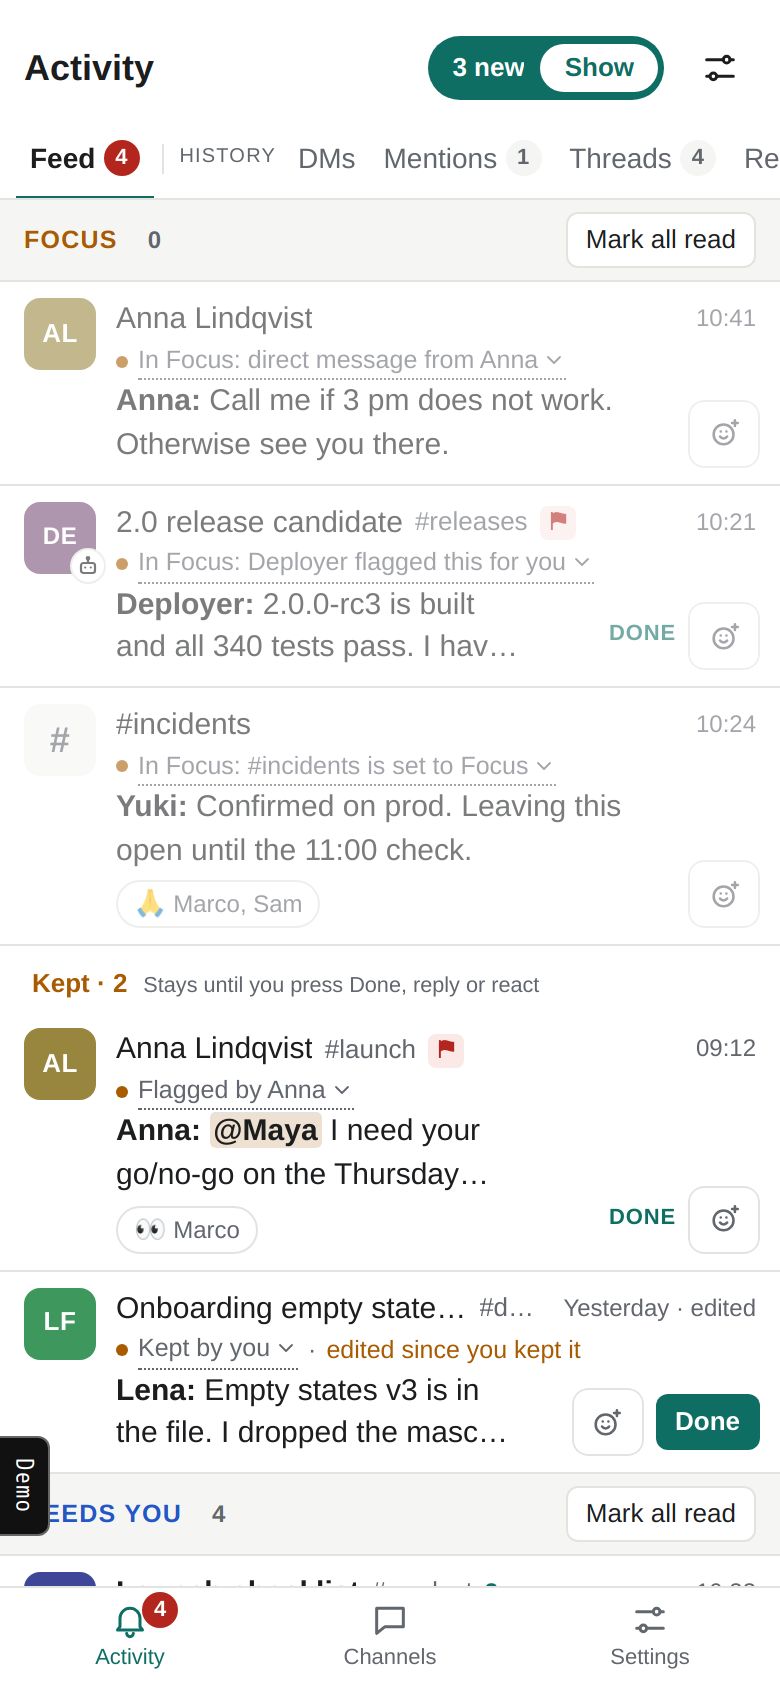 Activity
3 new Show
Feed 4 HISTORY DMs Mentions 1 Threads 4 Re
FOCUS 0 Mark all read
AL Anna Lindqvist 10:41
In Focus: direct message from Anna
Anna: Call me if 3 pm does not work.
Otherwise see you there.
DE 2.0 release candidate #releases 10:21
In Focus: Deployer flagged this for you
Deployer: 2.0.0-rc3 is built
and all 340 tests pass. I hav…
DONE
# #incidents 10:24
In Focus: #incidents is set to Focus
Yuki: Confirmed on prod. Leaving this
open until the 11:00 check.
🙏 Marco, Sam
Kept · 2 Stays until you press Done, reply or react
AL Anna Lindqvist #launch 09:12
Flagged by Anna
Anna: @Maya I need your
go/no-go on the Thursday…
👀 Marco
DONE
LF Onboarding empty state… #d… Yesterday · edited
Kept by you · edited since you kept it
Lena: Empty states v3 is in
the file. I dropped the masc…
Done
Demo
EEDS YOU 4 Mark all read
4
Activity Channels Settings